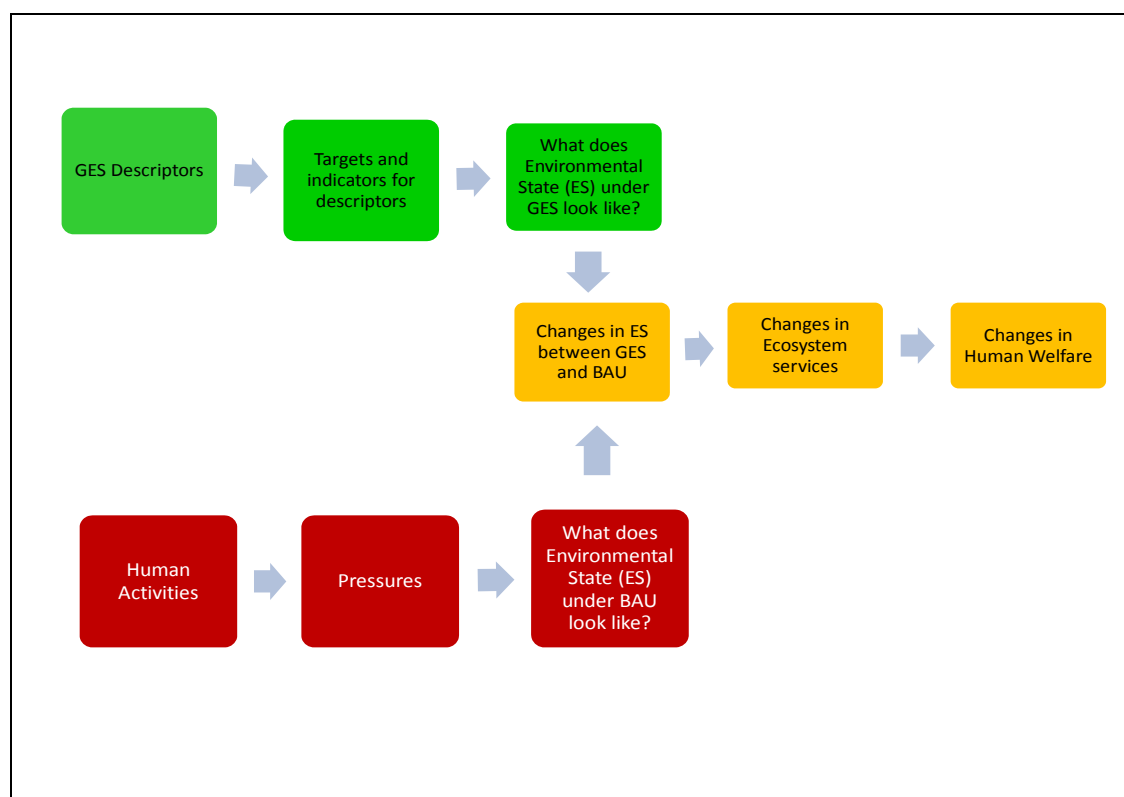 GES Descriptors
Targets and
indicators for
descriptors
What does
Environmental
State (ES) under
GES look like?
Changes in ES
between GES
and BAU
Changes in
Ecosystem
services
Changes in
Human Welfare
Human
Activities
Pressures
What does
Environmental
State (ES)
under BAU
look like?